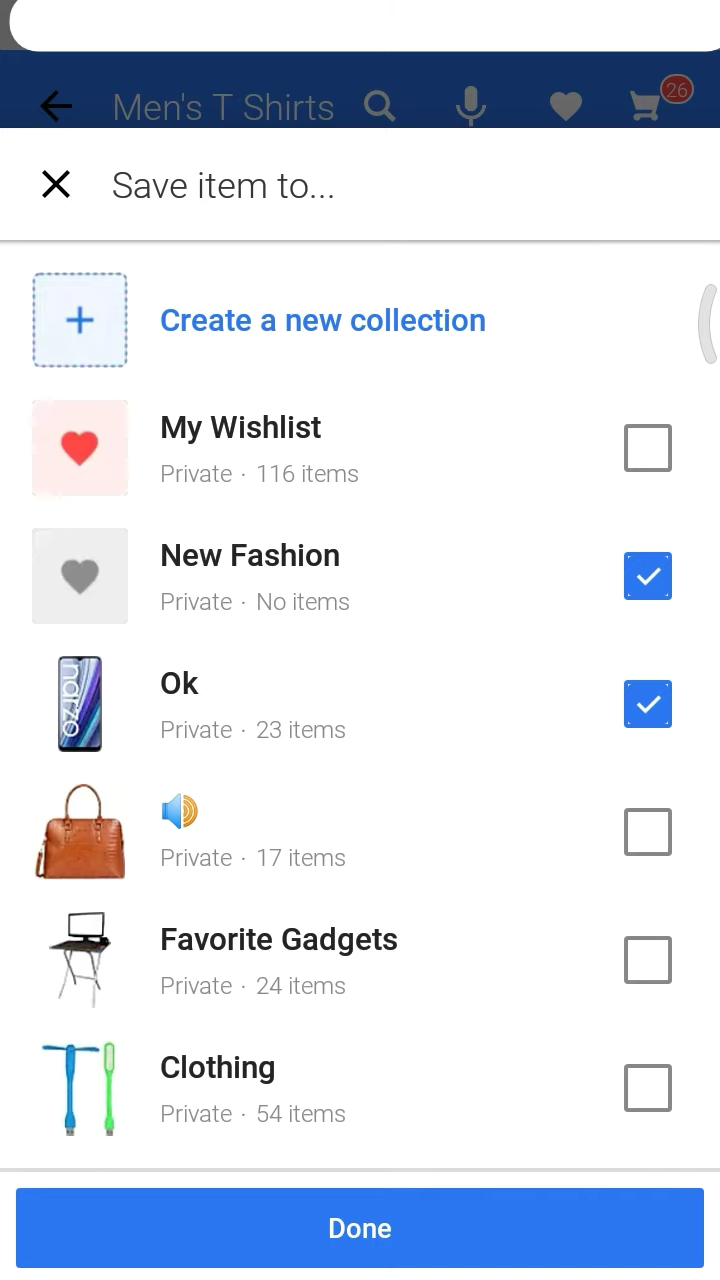 Men's T Shirts
26
Save item to...
Create a new collection
My Wishlist
Private · 116 items
New Fashion
Private · No items
narzo
Ok
Private · 23 items
🔊
Private · 17 items
Favorite Gadgets
Private · 24 items
Clothing
Private · 54 items
Done